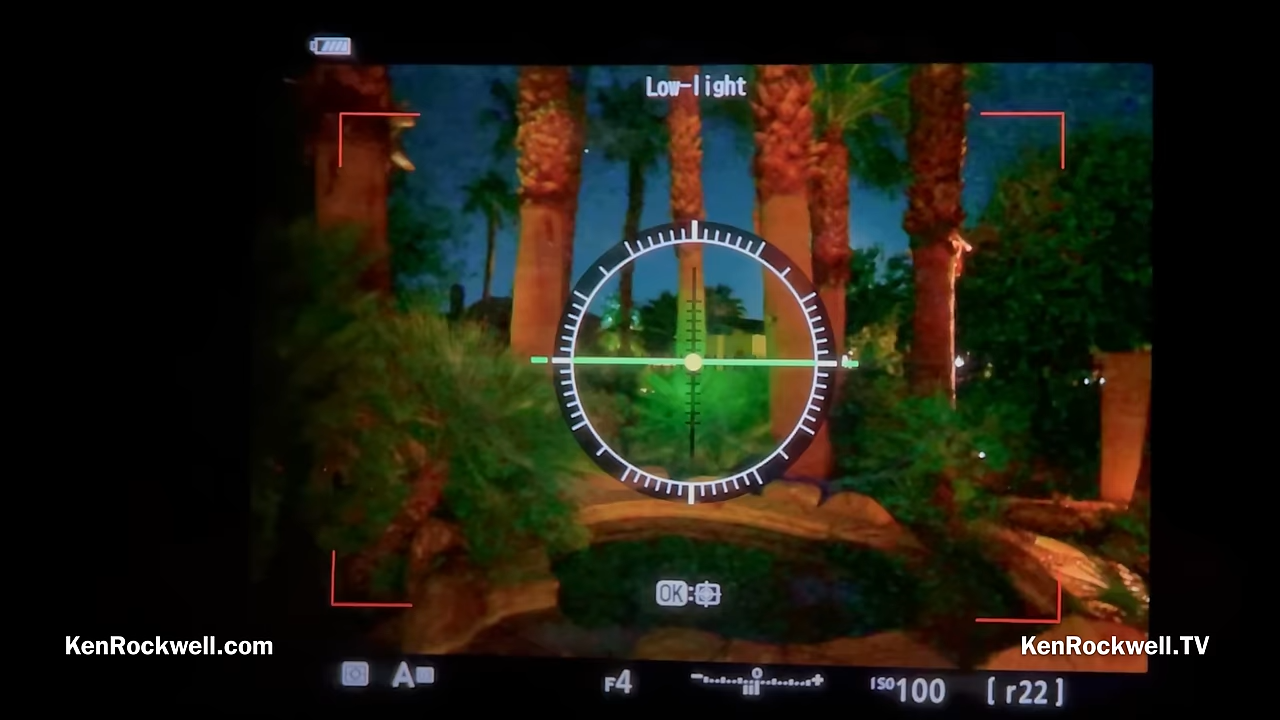 Low-light
OK:
KenRockwell.com
KenRockwell.TV
A F4 - + ISO100 [r22]